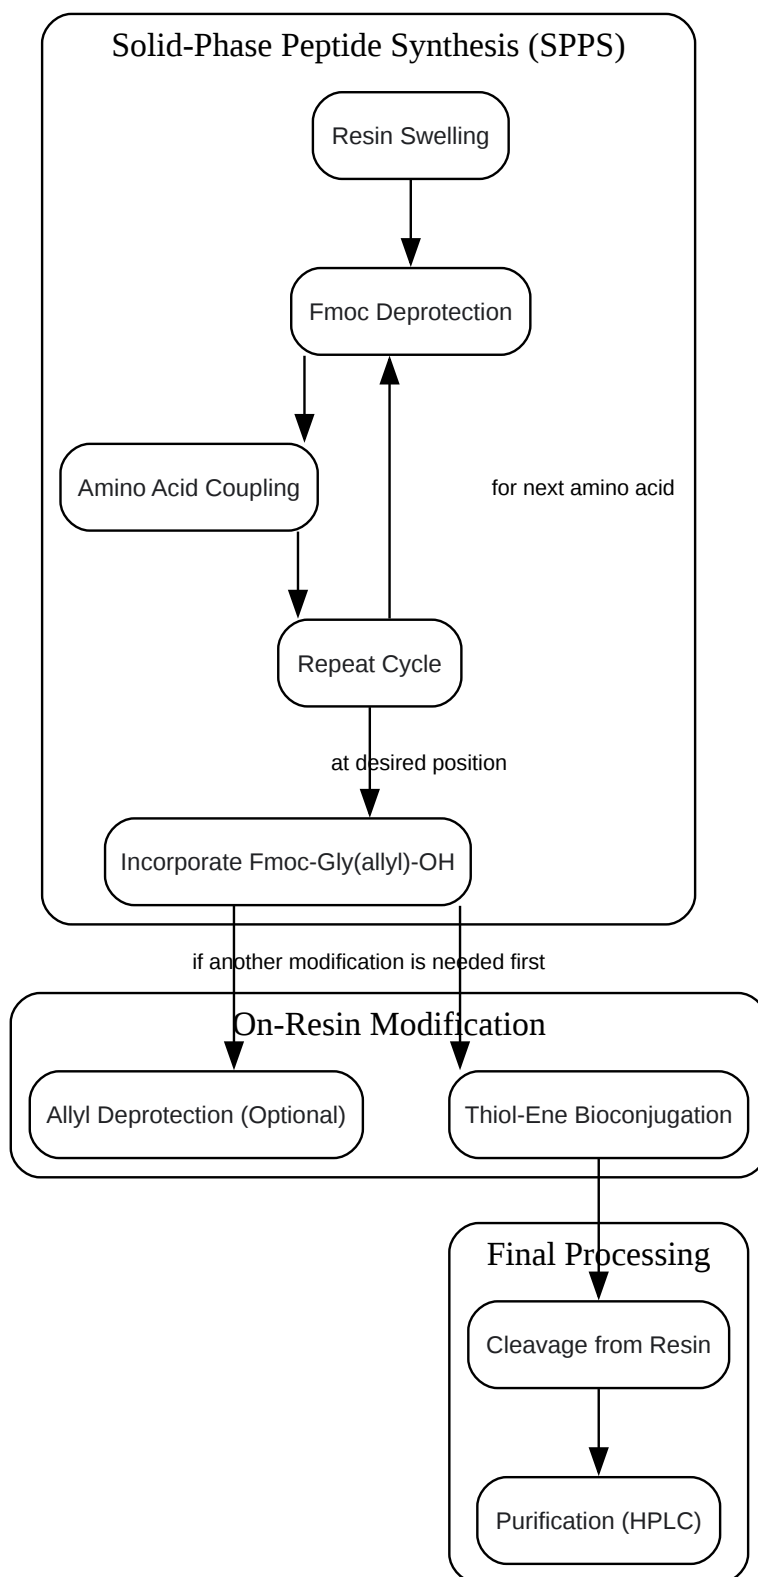 Solid-Phase Peptide Synthesis (SPPS)
Resin Swelling
Fmoc Deprotection
Amino Acid Coupling
for next amino acid
Repeat Cycle
at desired position
Incorporate Fmoc-Gly(allyl)-OH
if another modification is needed first
On-Resin Modification
Allyl Deprotection (Optional)
Thiol-Ene Bioconjugation
Final Processing
Cleavage from Resin
Purification (HPLC)